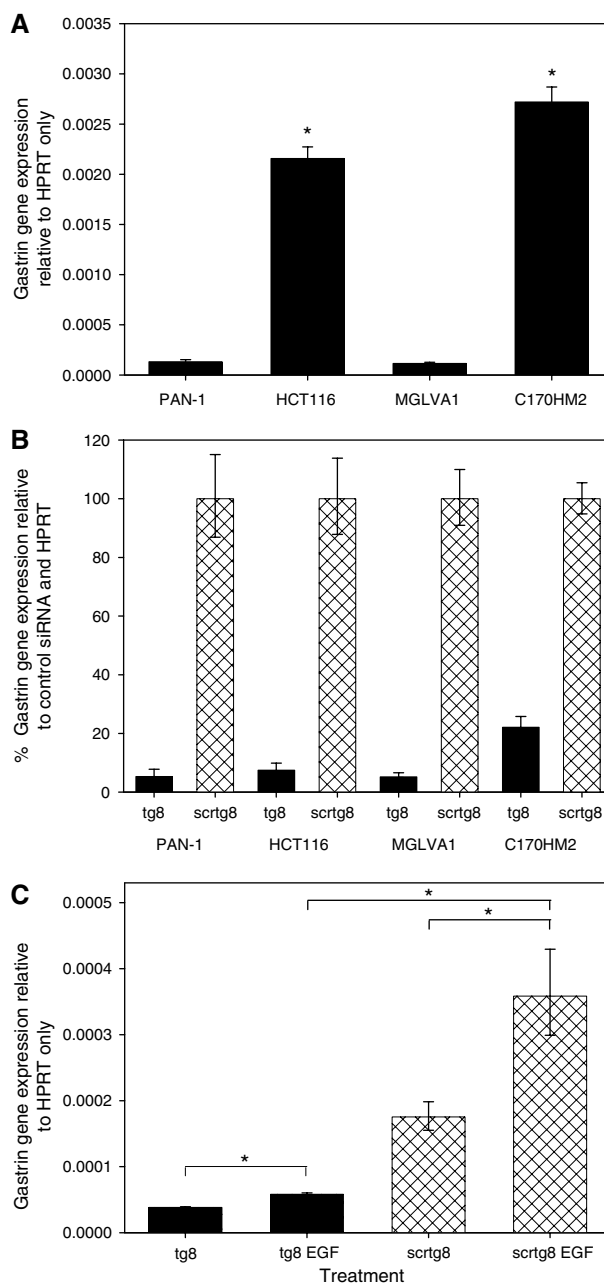 A
Gastrin gene expression
relative to HPRT only
0.0035
0.0030
0.0025
0.0020
0.0015
0.0010
0.0005
0.0000
*
*
PAN-1 HCT116 MGLVA1 C170HM2
B
% Gastrin gene expression relative
to control siRNA and HPRT
120
100
80
60
40
20
0
tg8 scrtg8 tg8 scrtg8 tg8 scrtg8 tg8 scrtg8
PAN-1 HCT116 MGLVA1 C170HM2
C
Gastrin gene expression relative
to HPRT only
0.0005
0.0004
0.0003
0.0002
0.0001
0.0000
*
*
*
tg8 tg8 EGF scrtg8 scrtg8 EGF
Treatment